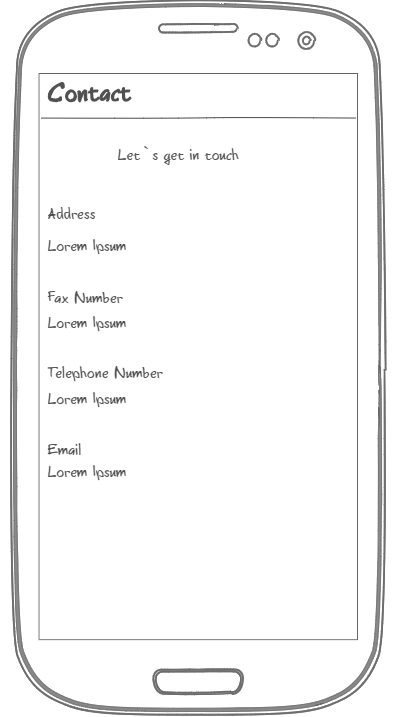 Contact
Let`s get in touch
Address
Lorem Ipsum
Fax Number
Lorem Ipsum
Telephone Number
Lorem Ipsum
Email
Lorem Ipsum